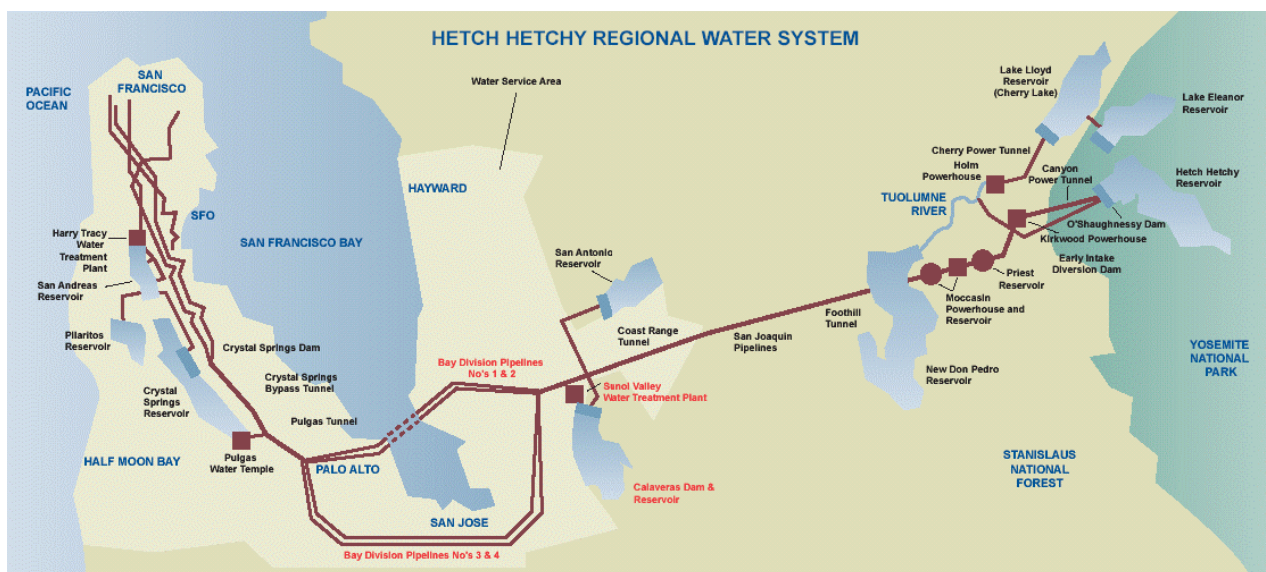 HETCH HETCHY REGIONAL WATER SYSTEM
PACIFIC
OCEAN
SAN
FRANCISCO
Water Service Area
Lake Lloyd
Reservoir
(Cherry Lake)
Lake Eleanor
Reservoir
Cherry Power Tunnel
Holm
Powerhouse
Canyon
Power Tunnel
Hetch Hetchy
Reservoir
HAYWARD
TUOLUMNE
RIVER
SFO
SAN FRANCISCO BAY
O'Shaughnessy Dam
Kirkwood Powerhouse
Harry Tracy
Water
Treatment
Plant
San Antonic
Reservoir
Early Intake
Diversion Dam
Priest
Reservoir
San Andreas
Reservoir
Moccasin
Powerhouse and
Reservoir
Foothill
Tunnel
Pilaritos
Reservoir
Coast Range
Tunnel
San Joaquin
Pipelines
Crystal Springs Dam
YOSEMITE
NATIONAL
PARK
Bay Division Pipelines
No's 1 & 2
New Don Pedro
Reservoir
Crystal Springs
Bypass Tunnel
Crystal
Springs
Reservoir
Sunol Valley
Water Treatment Plant
Pulgas Tunnel
HALF MOON BAY
Pulgas
Water Temple
PALO ALTO
STANISLAUS
NATIONAL
FOREST
Calaveras Dam &
Reservoir
SAN JOSE
Bay Division Pipelines No's 3 & 4